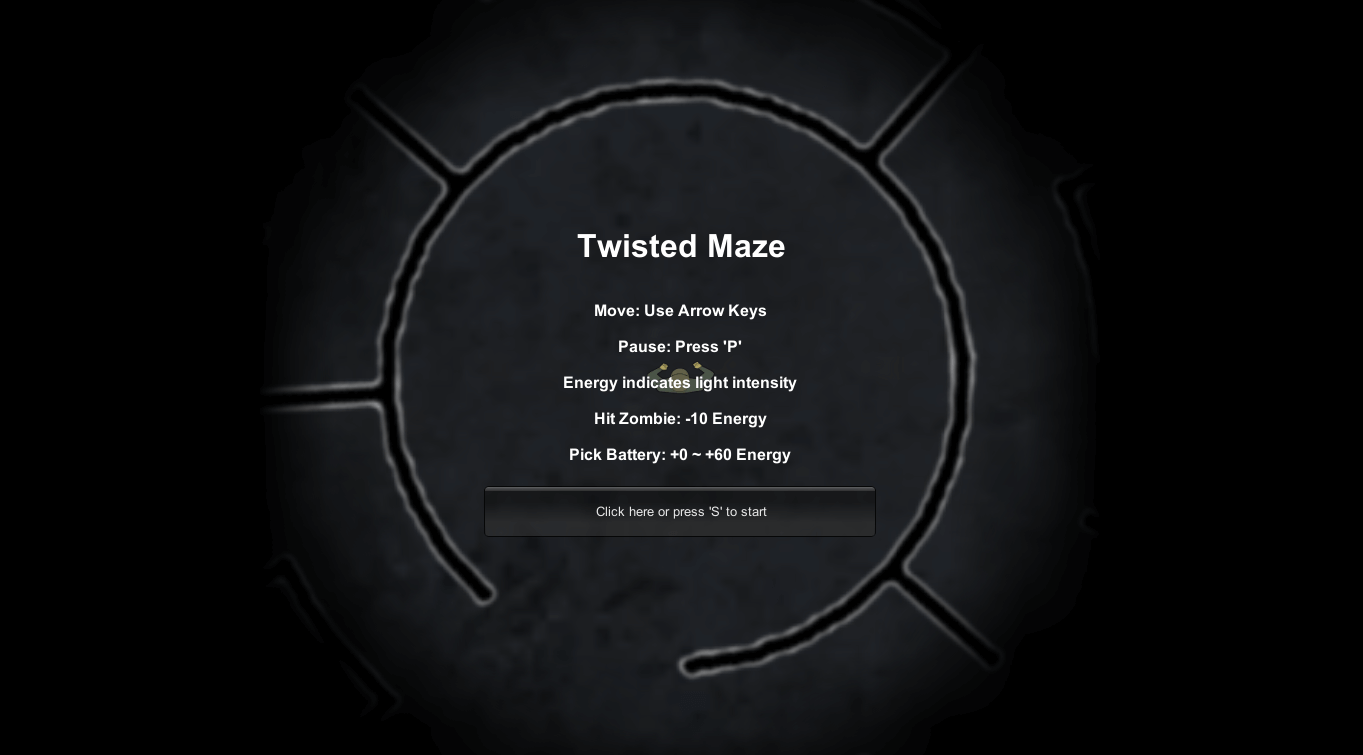 Twisted Maze
Move: Use Arrow Keys
Pause: Press 'P'
Energy indicates light intensity
Hit Zombie: -10 Energy
Pick Battery: +0 ~ +60 Energy
Click here or press 'S' to start